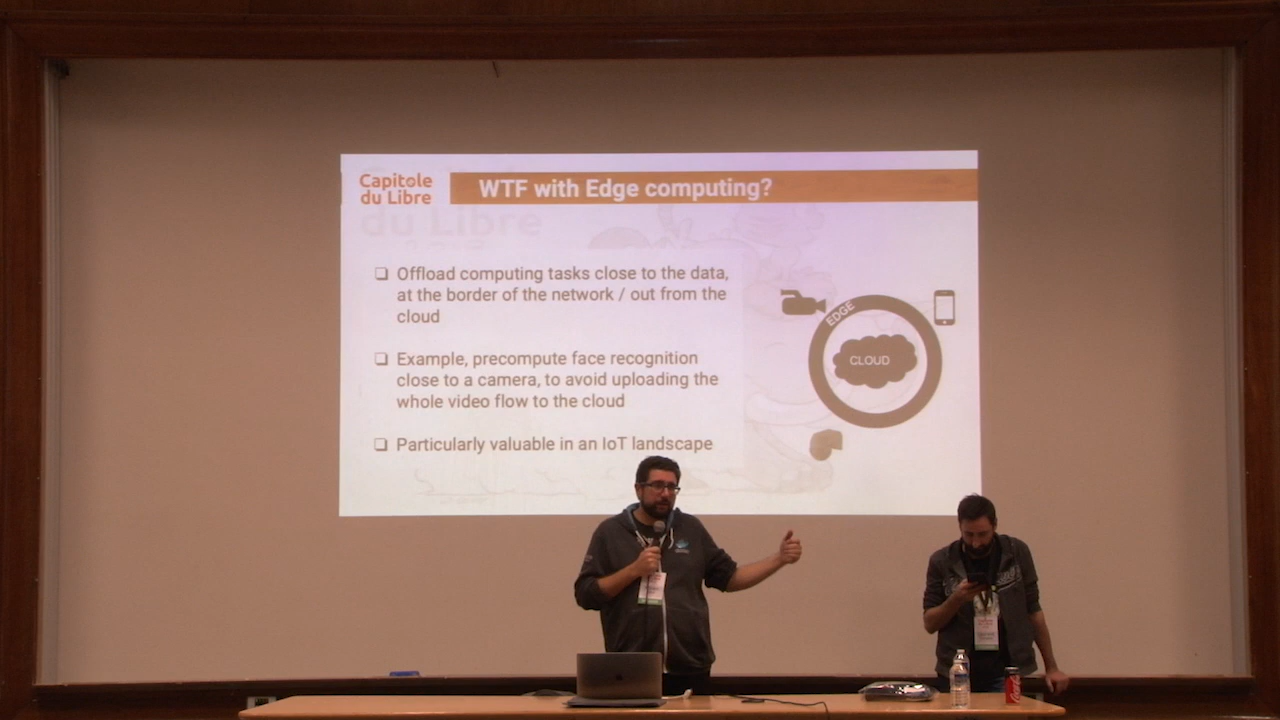 Capitole
du Libre
WTF with Edge computing?
du Libre
❑ Offload computing tasks close to the data,
at the border of the network / out from the
cloud
❑ Example, precompute face recognition
close to a camera, to avoid uploading the
whole video flow to the cloud
❑ Particularly valuable in an IoT landscape
EDGE
CLOUD